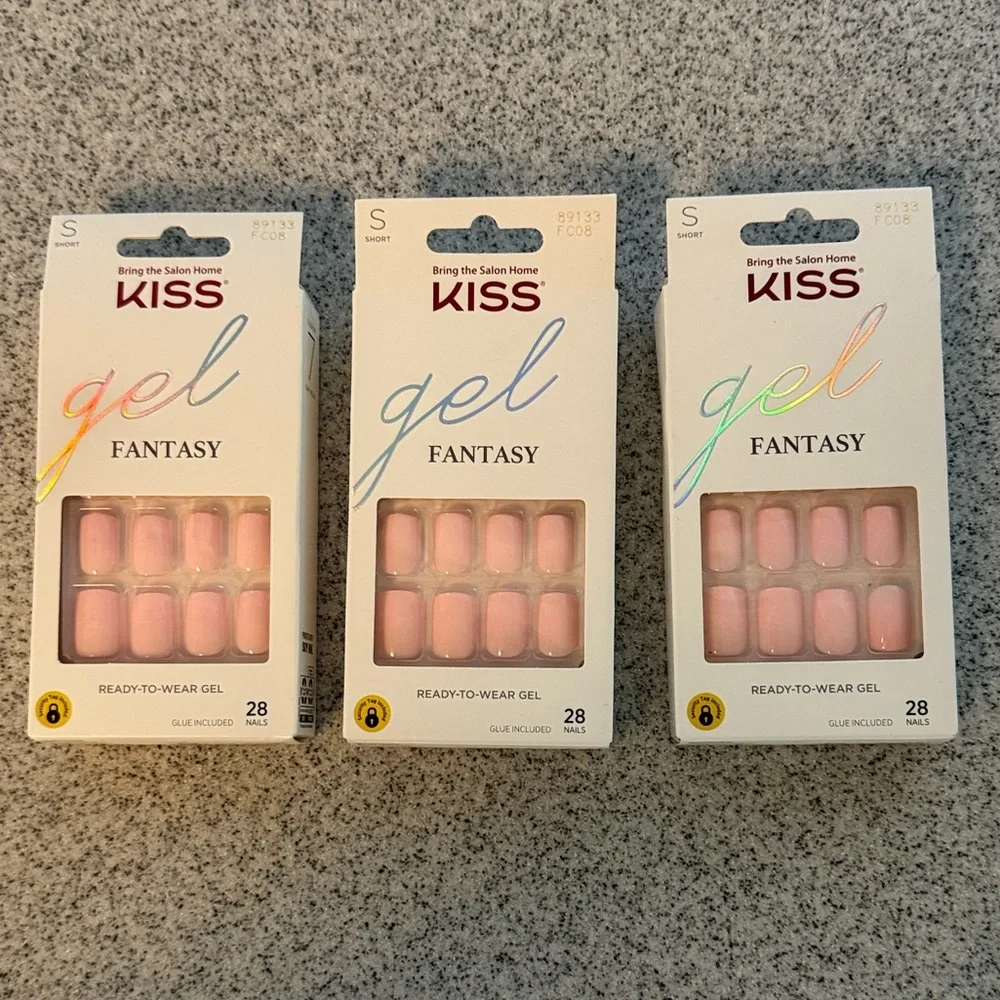 S
SHORT
89133
FC08
Bring the Salon Home
KISS®
gel
FANTASY
READY-TO-WEAR GEL
GLUE INCLUDED
28
NAILS
S
SHORT
89133
FC08
Bring the Salon Home
KISS®
gel
FANTASY
READY-TO-WEAR GEL
GLUE INCLUDED
28
NAILS
S
SHORT
89133
FC08
Bring the Salon Home
KISS®
gel
FANTASY
READY-TO-WEAR GEL
GLUE INCLUDED
28
NAILS